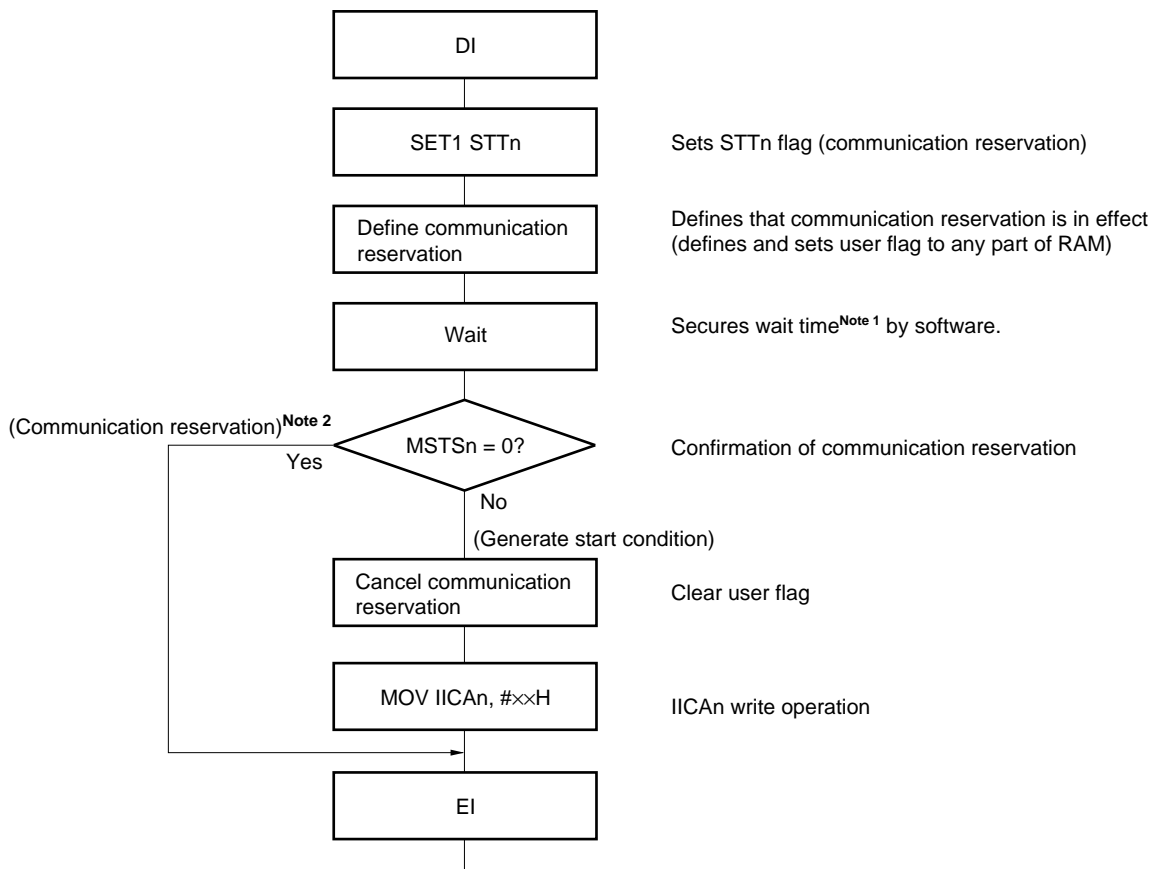 DI
SET1 STTn
Sets STTn flag (communication reservation)
Define communication
reservation
Defines that communication reservation is in effect
(defines and sets user flag to any part of RAM)
Wait
Secures wait timeNote 1 by software.
(Communication reservation)Note 2
Yes
MSTSn = 0?
Confirmation of communication reservation
No
(Generate start condition)
Cancel communication
reservation
Clear user flag
MOV IICAn, #××H
IICAn write operation
EI